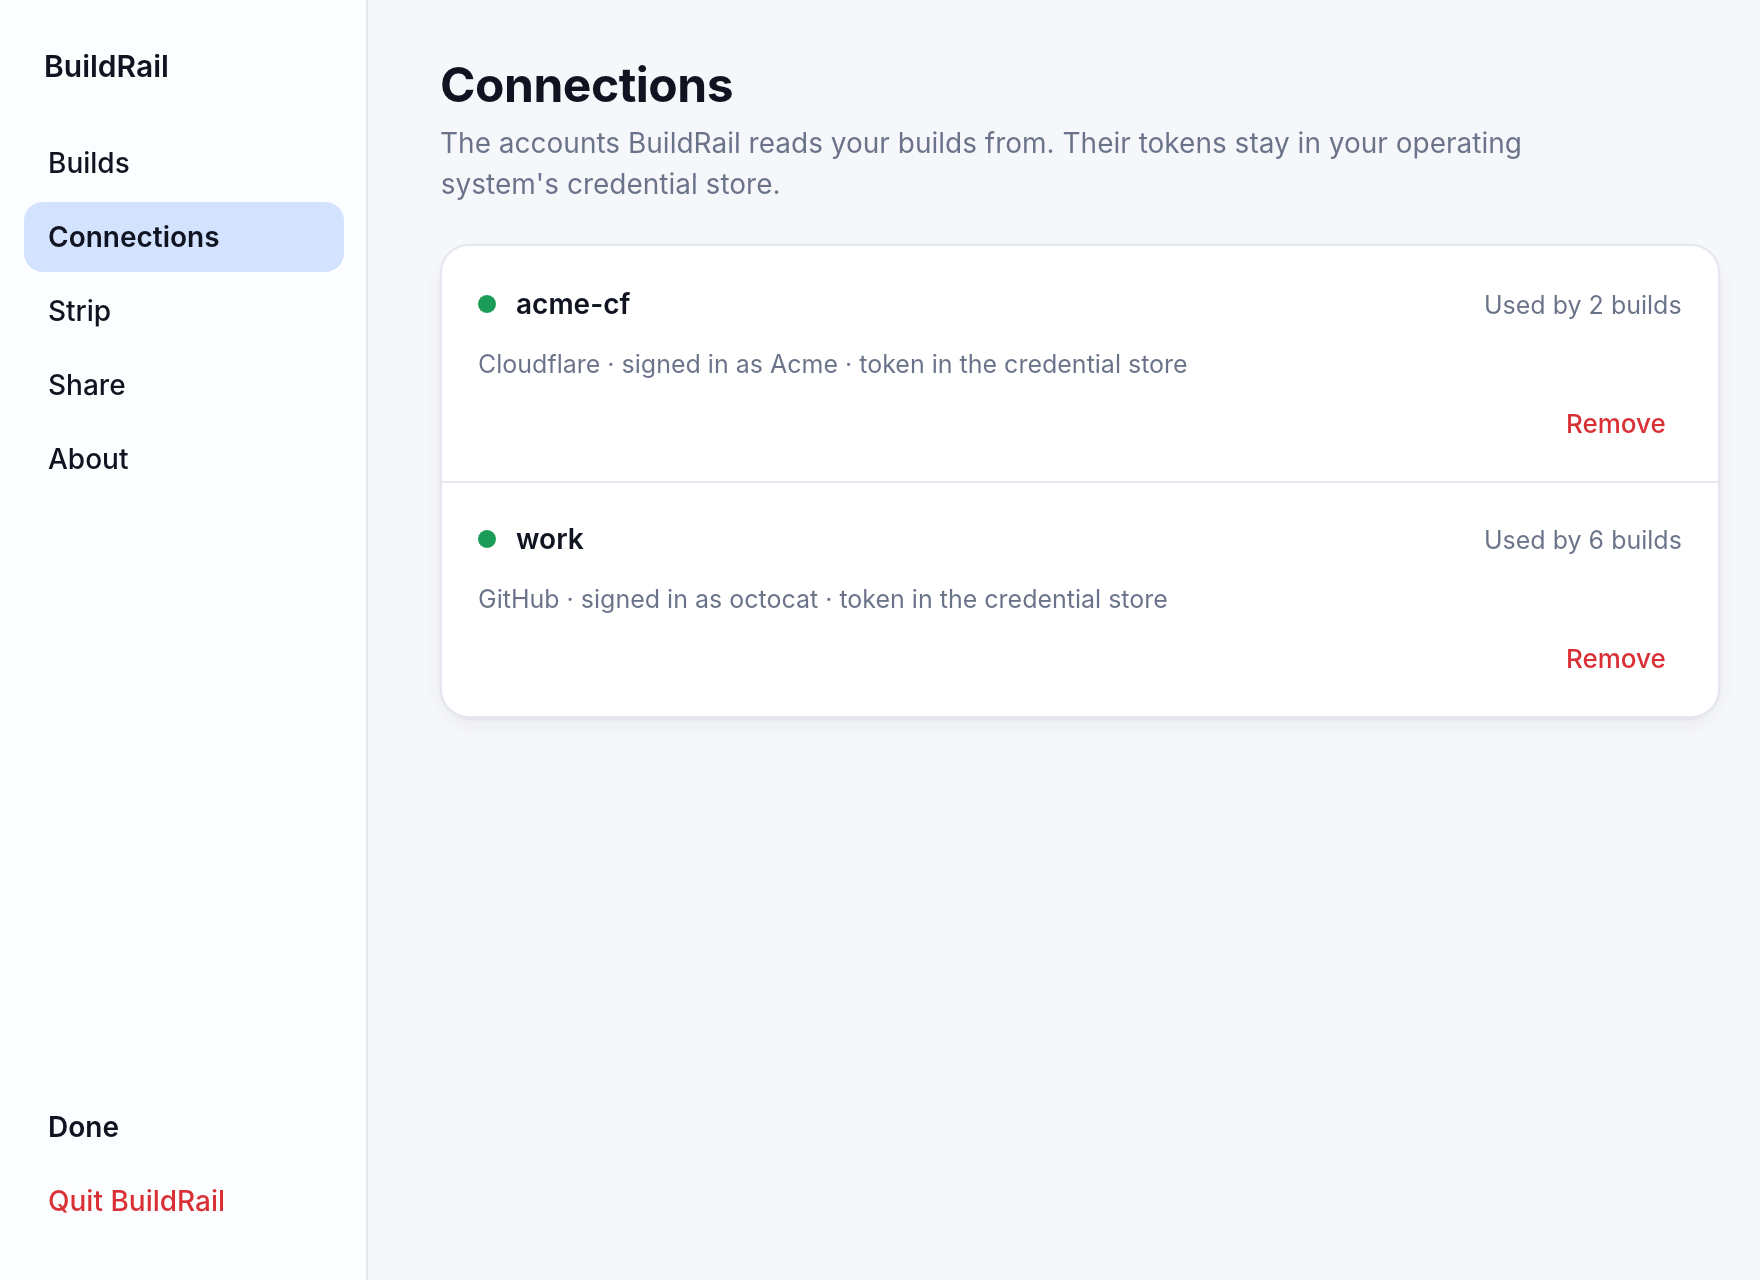 BuildRail
Builds
Connections
Strip
Share
About
Done
Quit BuildRail
Connections
The accounts BuildRail reads your builds from. Their tokens stay in your operating
system's credential store.
acme-cf
Used by 2 builds
Cloudflare · signed in as Acme · token in the credential store
Remove
work
Used by 6 builds
GitHub · signed in as octocat · token in the credential store
Remove